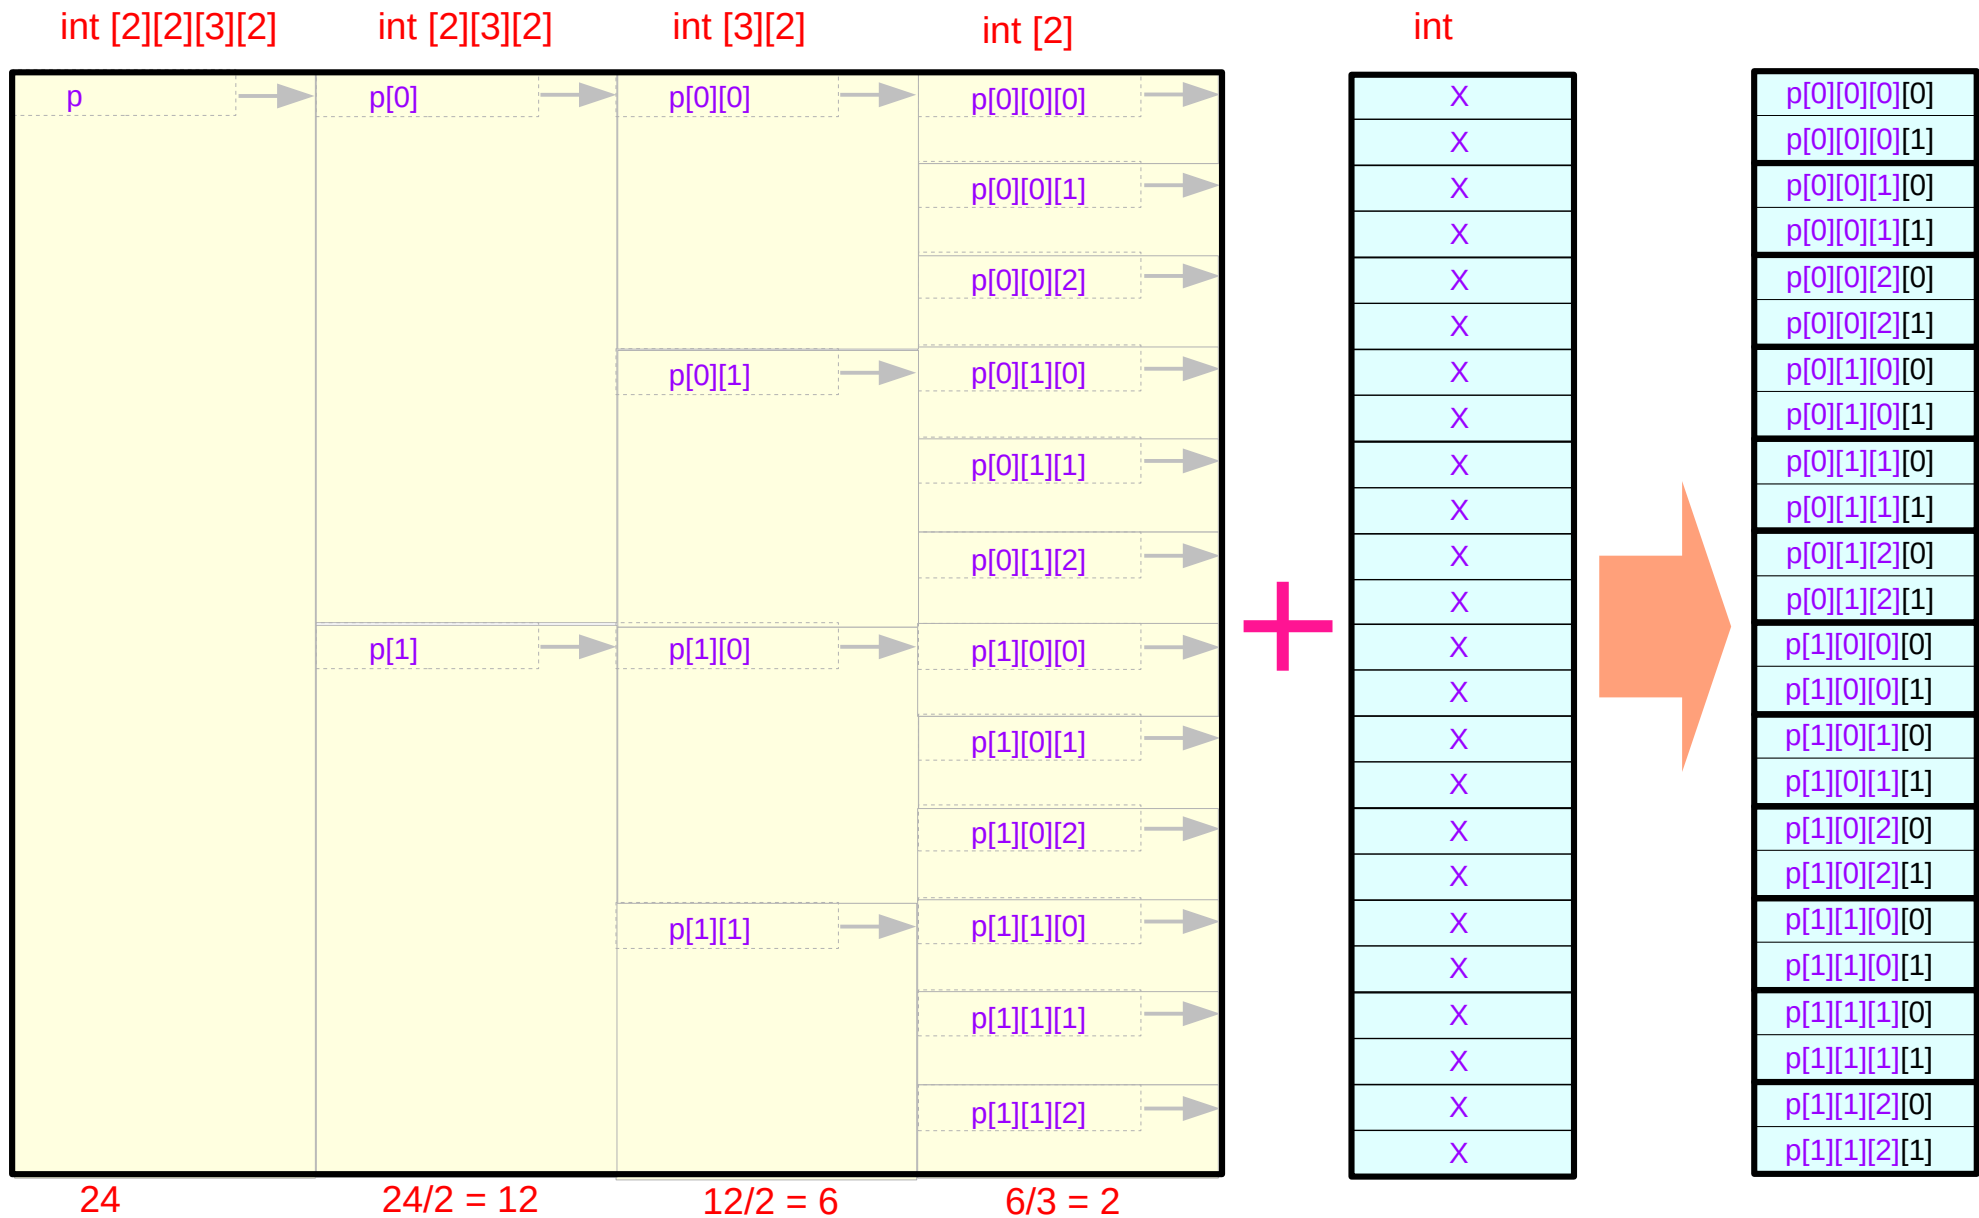 int [2][2][3][2] int [2][3][2] int [3][2] int [2] int
p p[0] p[0][0] p[0][0][0] X p[0][0][0][0]
X p[0][0][0][1]
p[0][0][1] X p[0][0][1][0]
X p[0][0][1][1]
p[0][0][2] X p[0][0][2][0]
X p[0][0][2][1]
p[0][1] p[0][1][0] X p[0][1][0][0]
X p[0][1][0][1]
p[0][1][1] X p[0][1][1][0]
X p[0][1][1][1]
p[0][1][2] X p[0][1][2][0]
X p[0][1][2][1]
+
p[1] p[1][0] p[1][0][0] X p[1][0][0][0]
X p[1][0][0][1]
p[1][0][1] X p[1][0][1][0]
X p[1][0][1][1]
p[1][0][2] X p[1][0][2][0]
X p[1][0][2][1]
p[1][1] p[1][1][0] X p[1][1][0][0]
X p[1][1][0][1]
p[1][1][1] X p[1][1][1][0]
X p[1][1][1][1]
p[1][1][2] X p[1][1][2][0]
X p[1][1][2][1]
24 24/2 = 12 12/2 = 6 6/3 = 2